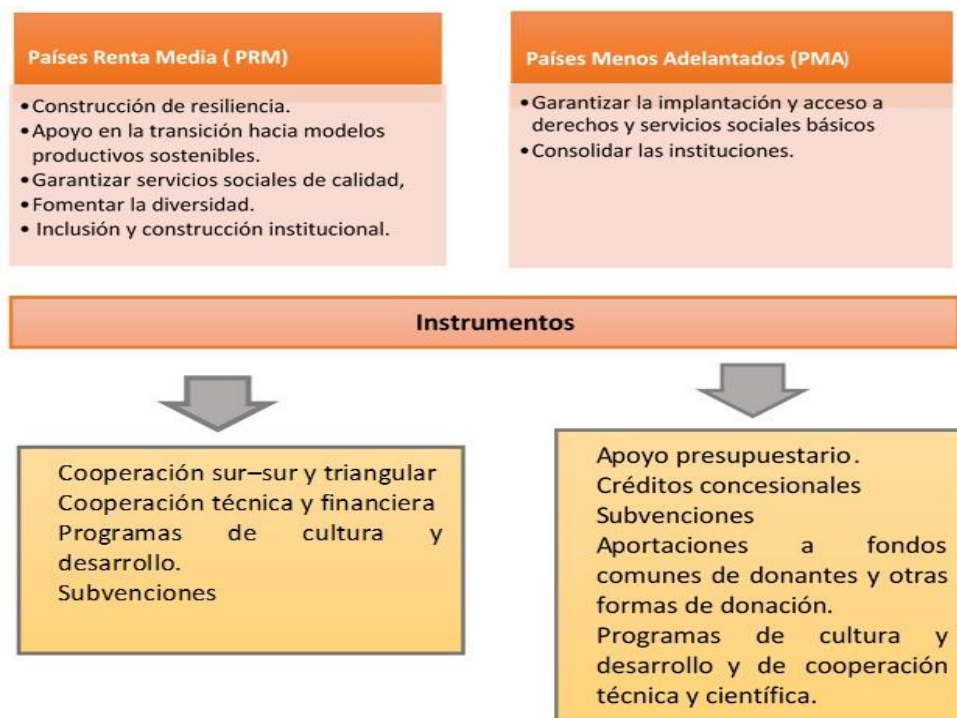 Países Renta Media ( PRM)
•Construcción de resiliencia.
•Apoyo en la transición hacia modelos
productivos sostenibles.
•Garantizar servicios sociales de calidad,
•Fomentar la diversidad.
• Inclusión y construcción institucional.
Países Menos Adelantados (PMA)
•Garantizar la implantación y acceso a
derechos y servicios sociales básicos
•Consolidar las instituciones.
Instrumentos
Cooperación sur–sur y triangular
Cooperación técnica y financiera
Programas de cultura y
desarrollo.
Subvenciones
Apoyo presupuestario.
Créditos concesionales
Subvenciones
Aportaciones a fondos
comunes de donantes y otras
formas de donación.
Programas de cultura y
desarrollo y de cooperación
técnica y científica.